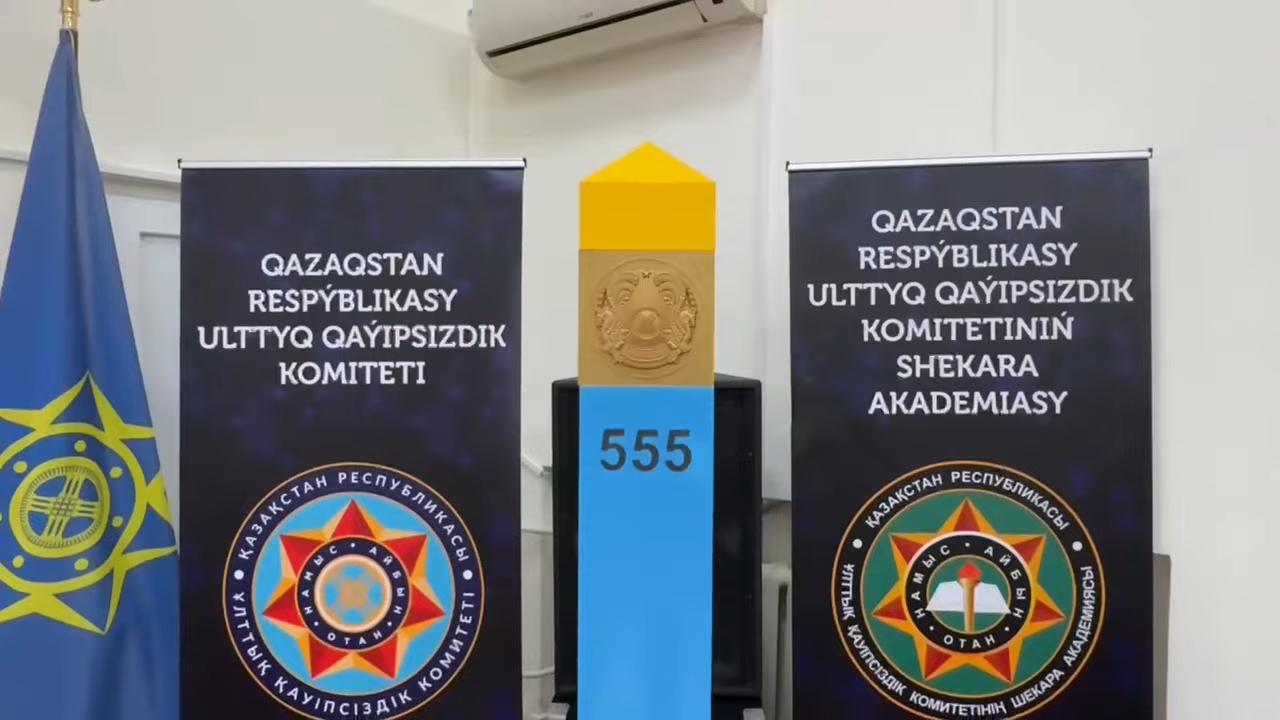 QAZAQSTAN
RESPÝBLIKASY
ULTTYQ QAÝIPSIZDIK
KOMITETI
ҚАЗАҚСТАН РЕСПУБЛИКАСЫ
ҰЛТТЫҚ ҚАУІПСІЗДІК КОМИТЕТІ
НАМЫС • АЙБЫН
ОТАН
555
QAZAQSTAN
RESPÝBLIKASY
ULTTYQ QAÝIPSIZDIK
KOMITETINIŃ
SHEKARA
AKADEMIASY
ҚАЗАҚСТАН РЕСПУБЛИКАСЫ
ҰЛТТЫҚ ҚАУІПСІЗДІК КОМИТЕТІНІҢ ШЕКАРА АКАДЕМИЯСЫ
НАМЫС • АЙБЫН
ОТАН